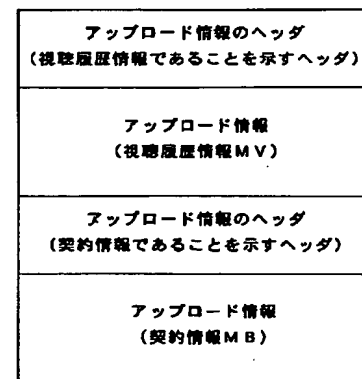 アップロード情報のヘッダ
(視聴履歴情報であることを示すヘッダ)
アップロード情報
(視聴履歴情報MV)
アップロード情報のヘッダ
(契約情報であることを示すヘッダ)
アップロード情報
(契約情報MB)